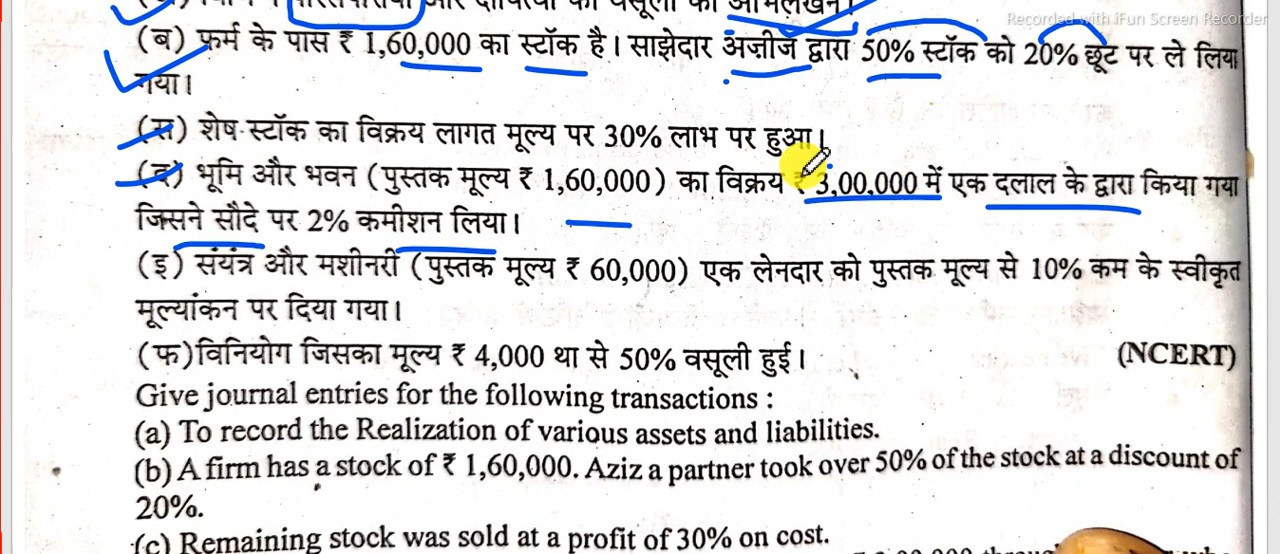 Recorded with iFun Screen Recorder
(ब) फर्म के पास ₹ 1,60,000 का स्टॉक है। साझेदार अज़ीज द्वारा 50% स्टॉक को 20% छूट पर ले लिया
गया।
(स) शेष स्टॉक का विक्रय लागत मूल्य पर 30% लाभ पर हुआ।
(द) भूमि और भवन (पुस्तक मूल्य ₹ 1,60,000) का विक्रय ₹ 3,00,000 में एक दलाल के द्वारा किया गया
जिसने सौदे पर 2% कमीशन लिया।
(इ) संयंत्र और मशीनरी (पुस्तक मूल्य ₹ 60,000) एक लेनदार को पुस्तक मूल्य से 10% कम के स्वीकृत
मूल्यांकन पर दिया गया।
(फ)विनियोग जिसका मूल्य ₹ 4,000 था से 50% वसूली हुई। (NCERT)
Give journal entries for the following transactions :
(a) To record the Realization of various assets and liabilities.
(b) A firm has a stock of ₹ 1,60,000. Aziz a partner took over 50% of the stock at a discount of
20%.
(c) Remaining stock was sold at a profit of 30% on cost.